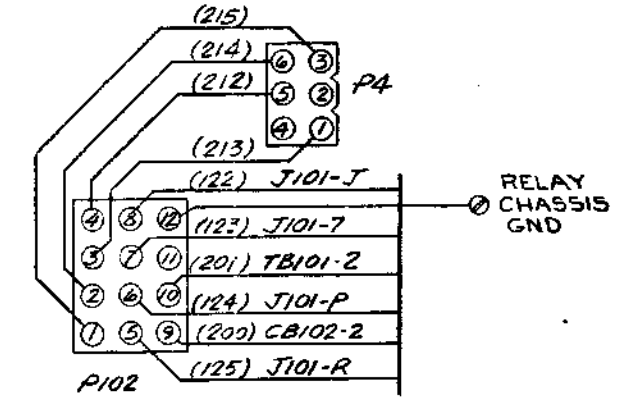 (215)
(214)
(212)
6 3
5 2
4 1
P4
(213)
(122) J101-J
4 8 12
RELAY
CHASSIS
GND
(123) J101-7
3 7 11
(201) TB101-2
2 6 10
(124) J101-P
1 5 9
(200) CB102-2
(125) J101-R
P102